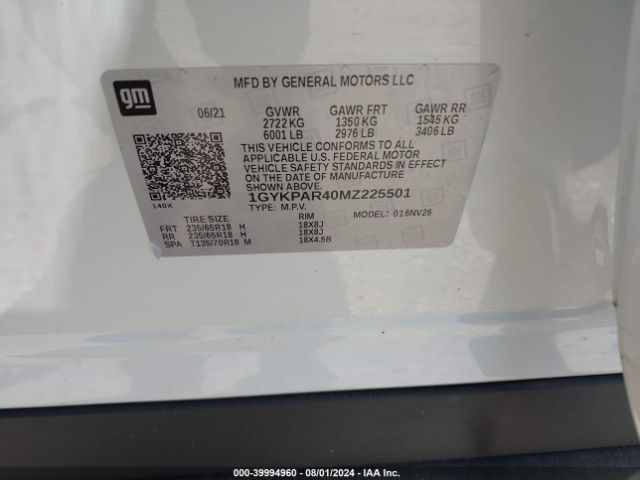 gm
MFD BY GENERAL MOTORS LLC
06/21 GVWR GAWR FRT GAWR RR
2722 KG 1350 KG 1545 KG
6001 LB 2976 LB 3406 LB
THIS VEHICLE CONFORMS TO ALL
APPLICABLE U.S. FEDERAL MOTOR
VEHICLE SAFETY STANDARDS IN EFFECT
ON THE DATE OF MANUFACTURE
SHOWN ABOVE.
1GYKPAR40MZ225501
140X TYPE: M.P.V. MODEL: 016NV26
TIRE SIZE RIM
FRT 235/65R18 H 18X8J
RR 235/65R18 H 18X8J
SPA T135/70R18 M 18X4.5B
000-39994960 - 08/01/2024 - IAA Inc.